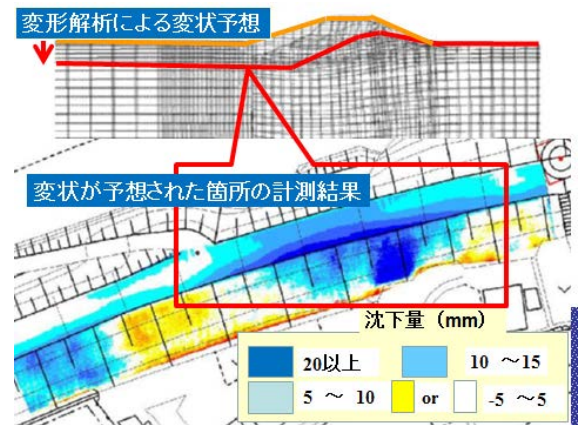 変形解析による変状予想
変状が予想された箇所の計測結果
沈下量（mm）
20以上
10 ～15
5 ～ 10
or
-5 ～5